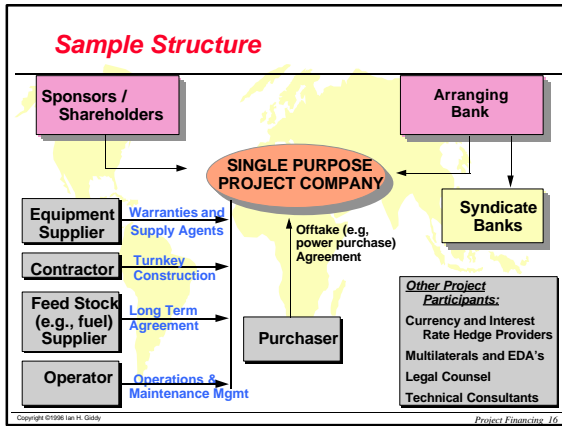 Sample Structure
Sponsors /
Shareholders
Arranging
Bank
SINGLE PURPOSE
PROJECT COMPANY
Syndicate
Banks
Equipment
Supplier
Warranties and
Supply Agents
Offtake (e.g,
power purchase)
Agreement
Contractor
Turnkey
Construction
Feed Stock
(e.g., fuel)
Supplier
Long Term
Agreement
Purchaser
Operator
Operations &
Maintenance Mgmt
Other Project
Participants:
Currency and Interest
Rate Hedge Providers
Multilaterals and EDA's
Legal Counsel
Technical Consultants
Copyright ©1996 Ian H. Giddy
Project Financing 16